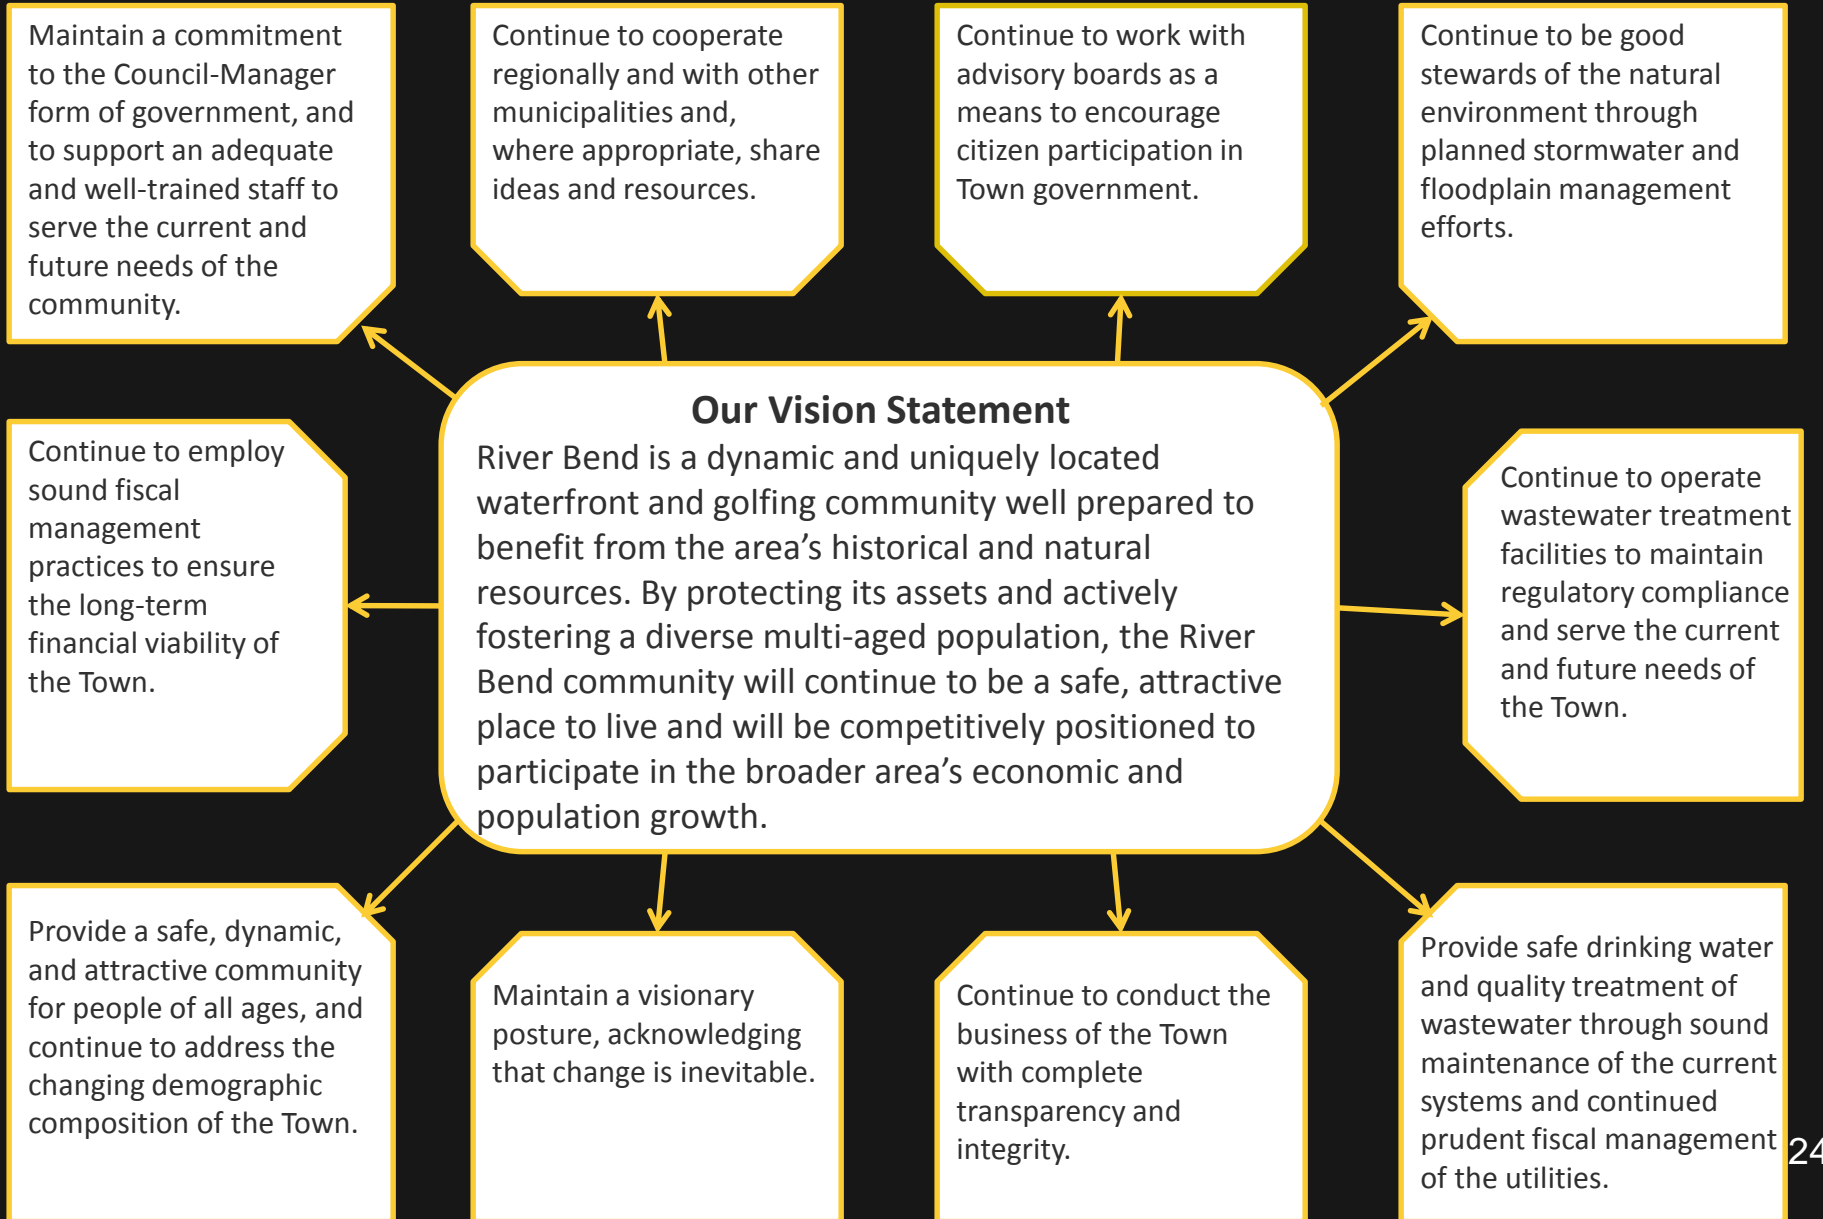 Maintain a commitment
to the Council-Manager
form of government, and
to support an adequate
and well-trained staff to
serve the current and
future needs of the
community.
Continue to cooperate
regionally and with other
municipalities and,
where appropriate, share
ideas and resources.
Continue to work with
advisory boards as a
means to encourage
citizen participation in
Town government.
Continue to be good
stewards of the natural
environment through
planned stormwater and
floodplain management
efforts.
Continue to employ
sound fiscal
management
practices to ensure
the long-term
financial viability of
the Town.
Our Vision Statement
River Bend is a dynamic and uniquely located
waterfront and golfing community well prepared to
benefit from the area’s historical and natural
resources. By protecting its assets and actively
fostering a diverse multi-aged population, the River
Bend community will continue to be a safe, attractive
place to live and will be competitively positioned to
participate in the broader area’s economic and
population growth.
Continue to operate
wastewater treatment
facilities to maintain
regulatory compliance
and serve the current
and future needs of
the Town.
Provide a safe, dynamic,
and attractive community
for people of all ages, and
continue to address the
changing demographic
composition of the Town.
Maintain a visionary
posture, acknowledging
that change is inevitable.
Continue to conduct the
business of the Town
with complete
transparency and
integrity.
Provide safe drinking water
and quality treatment of
wastewater through sound
maintenance of the current
systems and continued
prudent fiscal management
of the utilities.
24